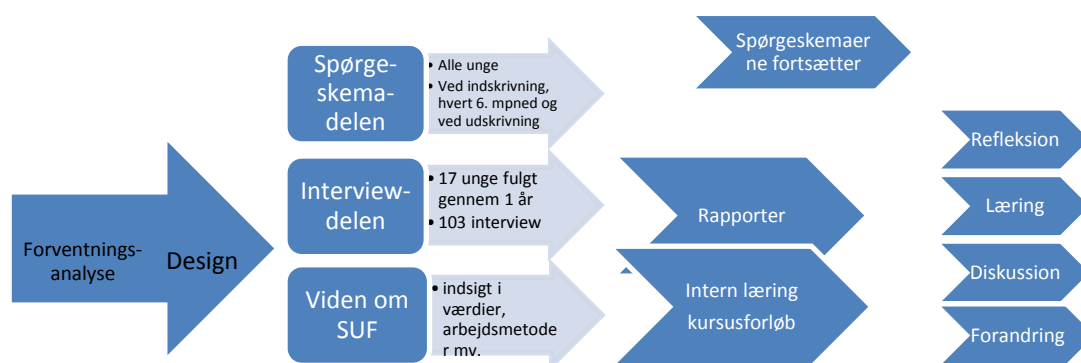 Forventnings-
analyse
Design
Spørge-
skema-
delen
• Alle unge
• Ved indskrivning,
hvert 6. mpned og
ved udskrivning
Interview-
delen
• 17 unge fulgt
gennem 1 år
• 103 interview
Viden om
SUF
• indsigt i
værdier,
arbejdsmetode
r mv.
Spørgeskemaer
ne fortsætter
Rapporter
Intern læring
kursusforløb
Refleksion
Læring
Diskussion
Forandring